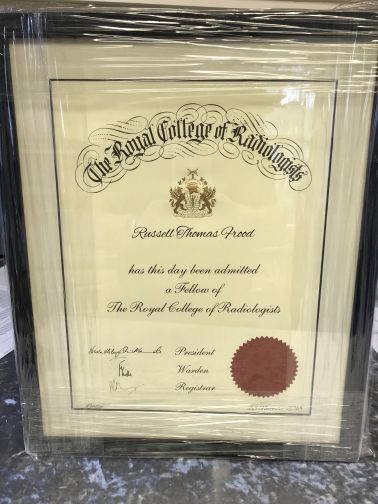 The Royal College of Radiologists
Russell Thomas Frood
has this day been admitted
a Fellow of
The Royal College of Radiologists
President
Warden
Registrar